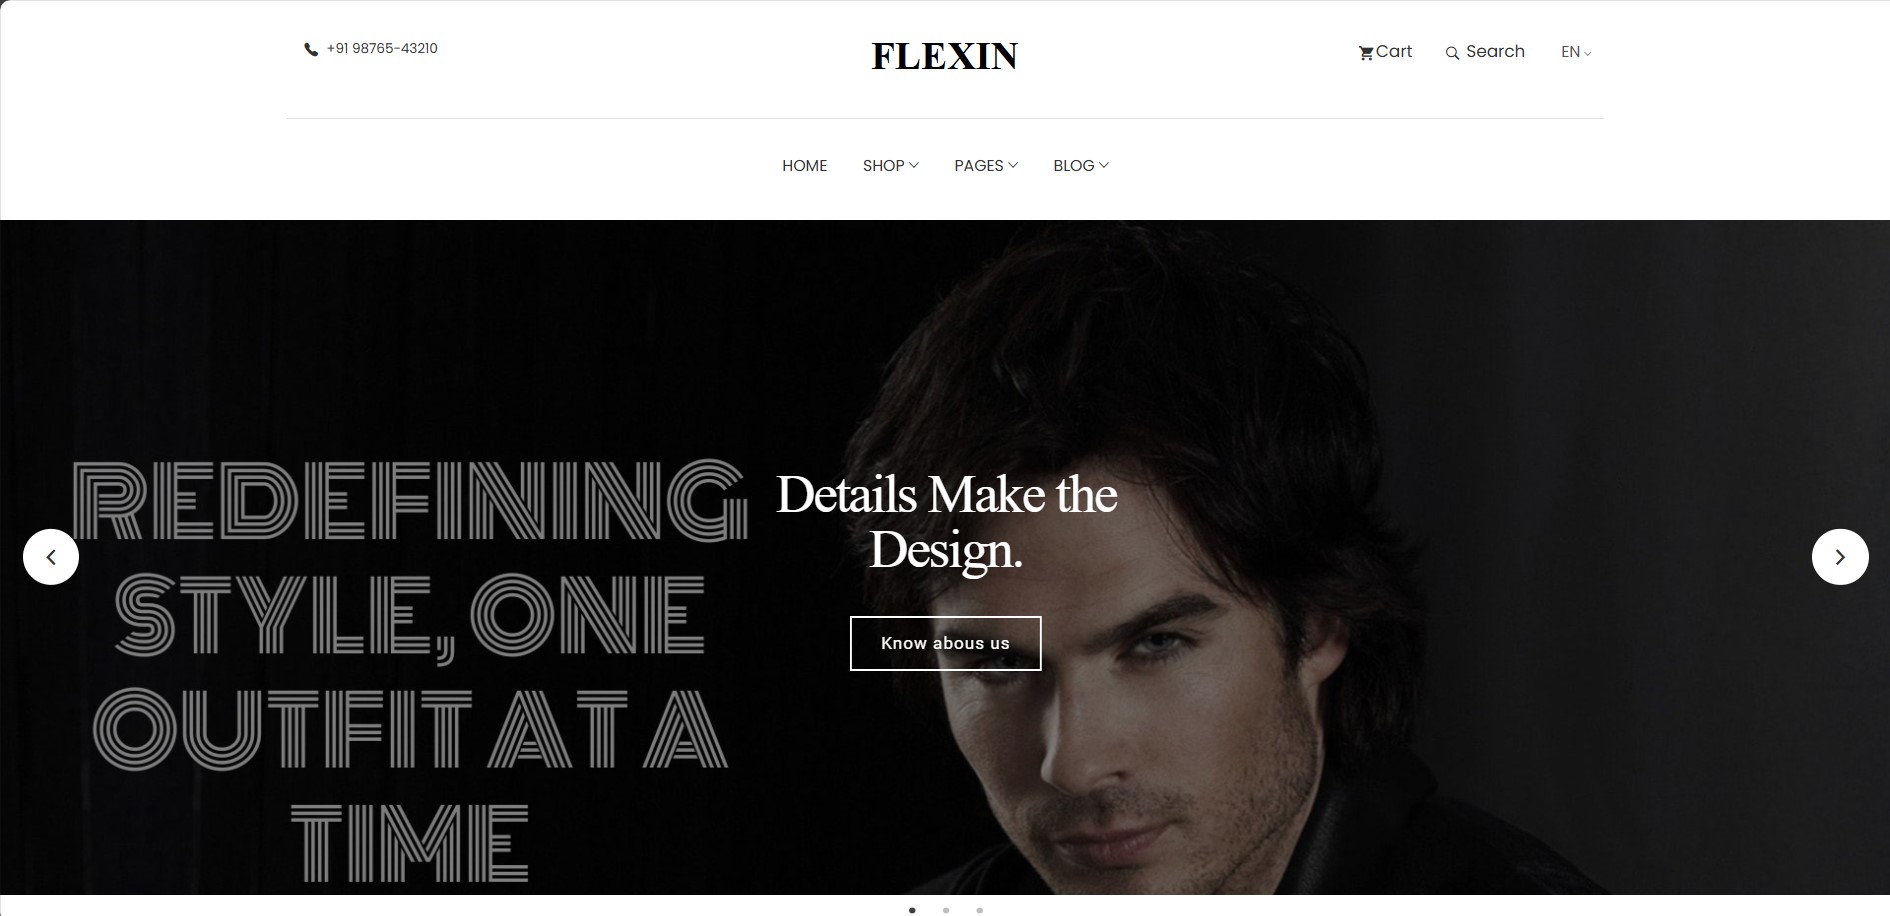 +91 98765-43210
FLEXIN
Cart
Search
EN
HOME
SHOP
PAGES
BLOG
REDEFINING
STYLE, ONE
OUTFIT AT A
TIME
Details Make the
Design.
Know abous us